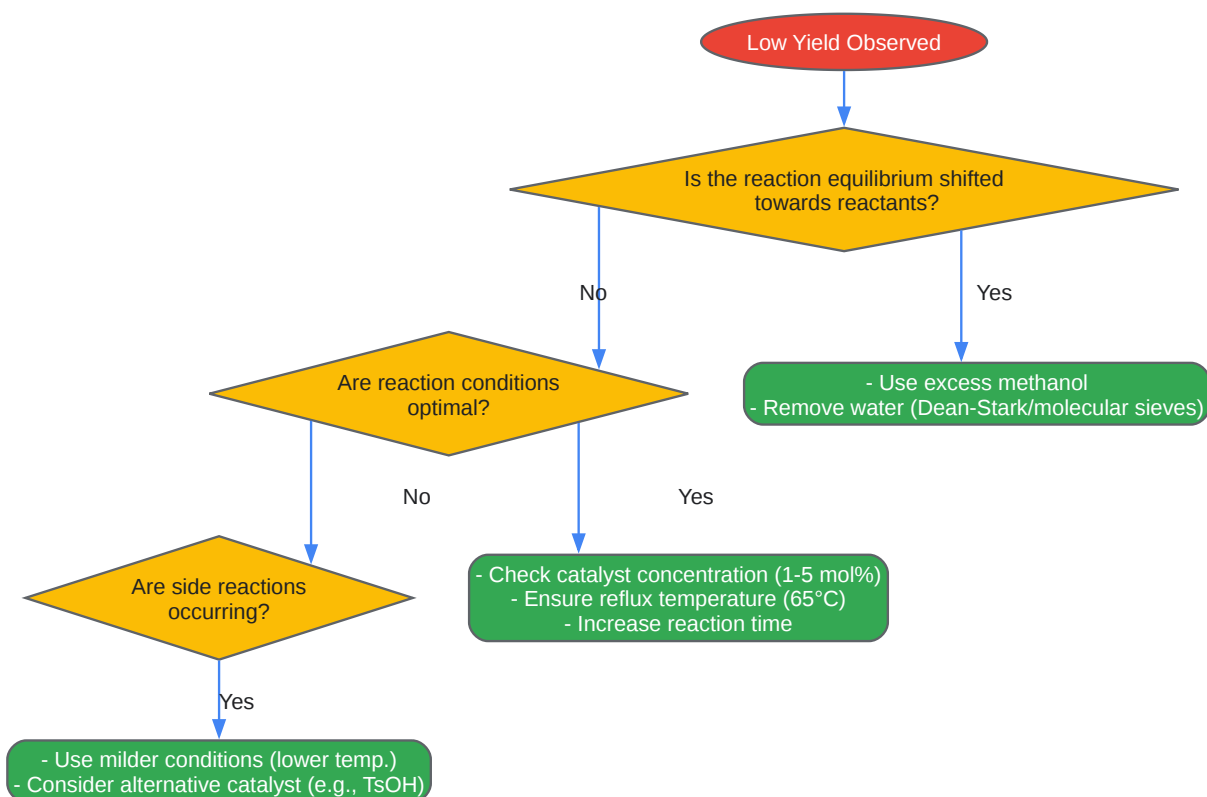 Low Yield Observed
Is the reaction equilibrium shifted
towards reactants?
No
Yes
- Use excess methanol
- Remove water (Dean-Stark/molecular sieves)
Are reaction conditions
optimal?
No
Yes
- Check catalyst concentration (1-5 mol%)
- Ensure reflux temperature (65°C)
- Increase reaction time
Are side reactions
occurring?
Yes
- Use milder conditions (lower temp.)
- Consider alternative catalyst (e.g., TsOH)